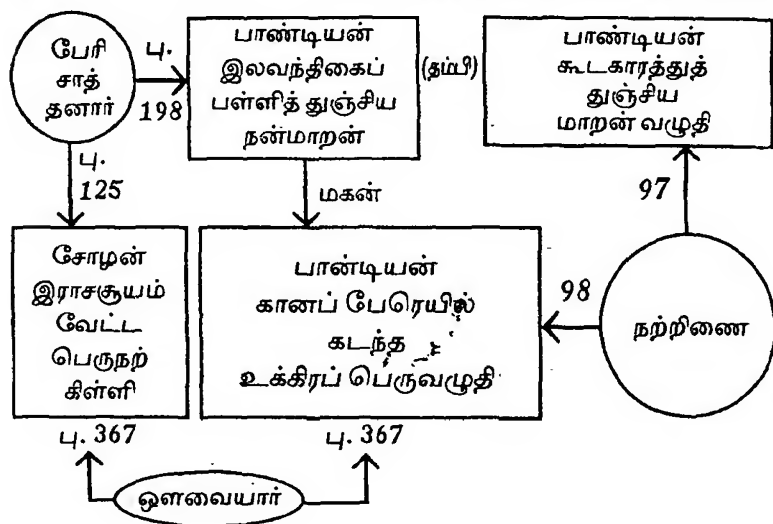 பேரி
சாத்
தனார்
பு.
198
பாண்டியன்
இலவந்திகைப்
பள்ளித் துஞ்சிய
நன்மாறன்
(தம்பி)
பாண்டியன்
கூடகாரத்துத்
துஞ்சிய
மாறன் வழுதி
பு.
125
மகன்
97
சோழன்
இராசசூயம்
வேட்ட
பெருநற்
கிள்ளி
பான்டியன்
கானப் பேரெயில்
கடந்த
உக்கிரப் பெருவழுதி
98
நற்றிணை
பு. 367
பு. 367
ஔவையார்